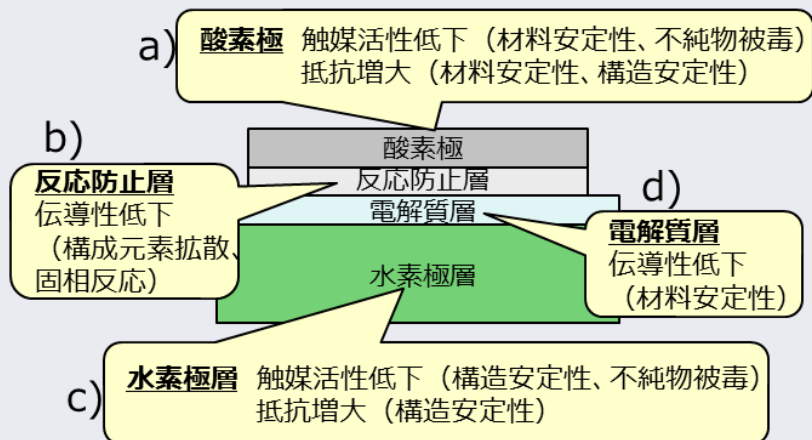 a)
酸素極 触媒活性低下（材料安定性、不純物被毒）
抵抗増大（材料安定性、構造安定性）
b)
反応防止層
伝導性低下
（構成元素拡散、
固相反応）
酸素極
反応防止層
電解質層
水素極層
d)
電解質層
伝導性低下
（材料安定性）
c)
水素極層 触媒活性低下（構造安定性、不純物被毒）
抵抗増大（構造安定性）